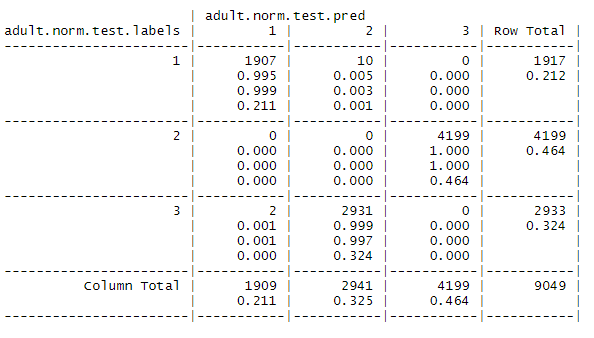 | adult.norm.test.pred
adult.norm.test.labels | 1 | 2 | 3 | Row Total |
-----------------------|-----------|-----------|-----------|-----------|
1 | 1907 | 10 | 0 | 1917 |
| 0.995 | 0.005 | 0.000 | 0.212 |
| 0.999 | 0.003 | 0.000 | |
| 0.211 | 0.001 | 0.000 | |
-----------------------|-----------|-----------|-----------|-----------|
2 | 0 | 0 | 4199 | 4199 |
| 0.000 | 0.000 | 1.000 | 0.464 |
| 0.000 | 0.000 | 1.000 | |
| 0.000 | 0.000 | 0.464 | |
-----------------------|-----------|-----------|-----------|-----------|
3 | 2 | 2931 | 0 | 2933 |
| 0.001 | 0.999 | 0.000 | 0.324 |
| 0.001 | 0.997 | 0.000 | |
| 0.000 | 0.324 | 0.000 | |
-----------------------|-----------|-----------|-----------|-----------|
Column Total | 1909 | 2941 | 4199 | 9049 |
| 0.211 | 0.325 | 0.464 | |
-----------------------|-----------|-----------|-----------|-----------|